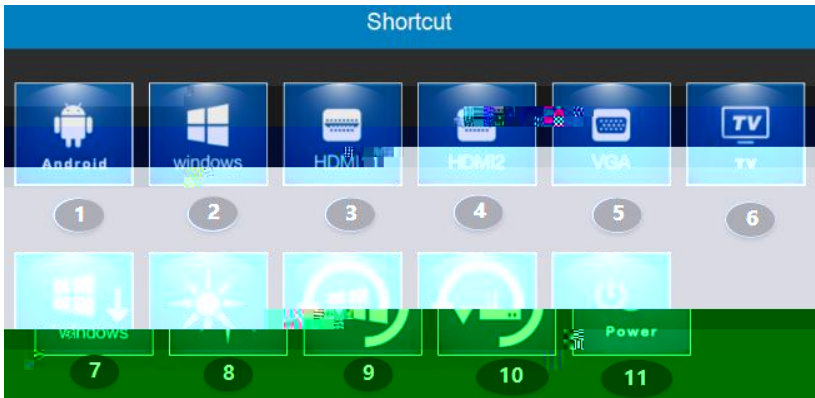 Shortcut
Android windows HDMI 1 HDMI2 VGA TV TV
1 2 3 4 5 6
windows Power
7 8 9 10 11